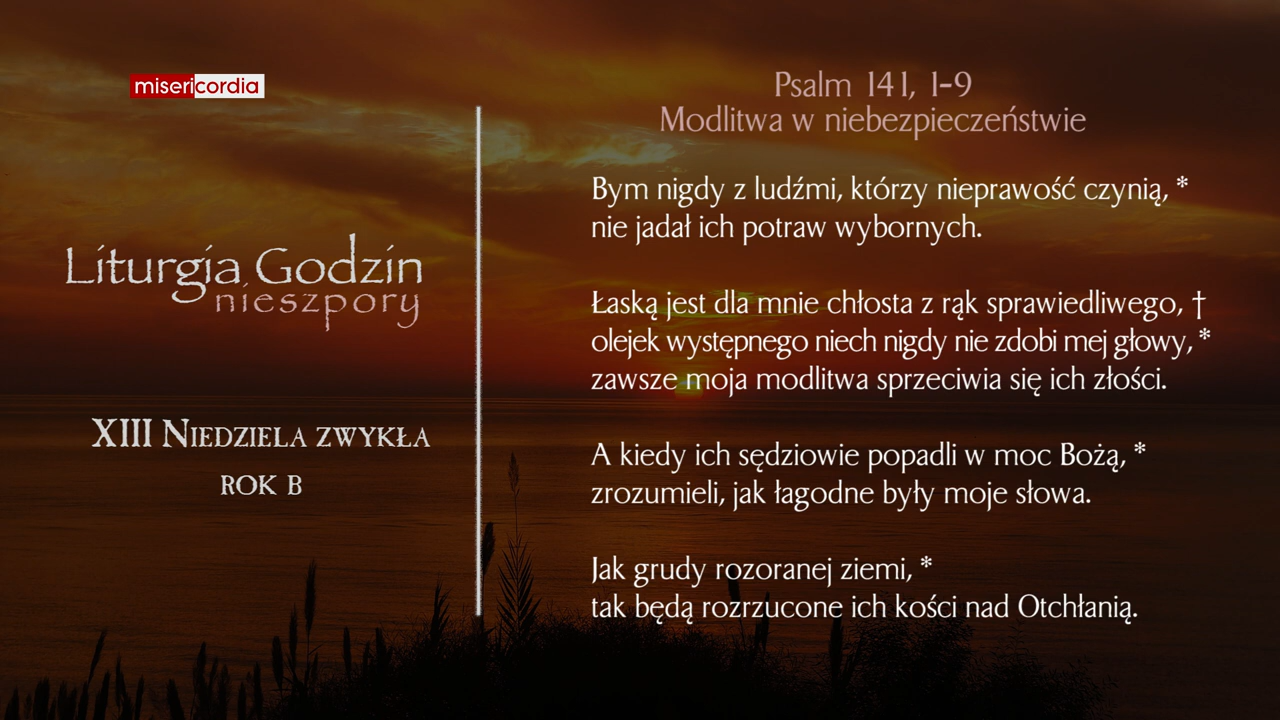 misericordia
Liturgia Godzin
nieszpory
XIII Niedziela zwykła
rok B
Psalm 141, 1-9
Modlitwa w niebezpieczeństwie
Bym nigdy z ludźmi, którzy nieprawość czynią, *
nie jadał ich potraw wybornych.
Łaską jest dla mnie chłosta z rąk sprawiedliwego, †
olejek występnego niech nigdy nie zdobi mej głowy, *
zawsze moja modlitwa sprzeciwia się ich złości.
A kiedy ich sędziowie popadli w moc Bożą, *
zrozumieli, jak łagodne były moje słowa.
Jak grudy rozoranej ziemi, *
tak będą rozrzucone ich kości nad Otchłanią.